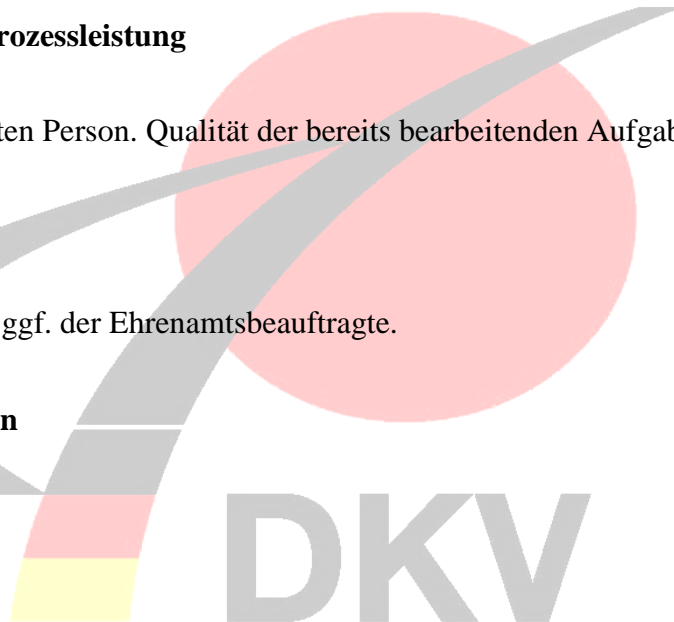 rozessleistung
ten Person. Qualität der bereits bearbeitenden Aufgab
ggf. der Ehrenamtsbeauftragte.
n
DKV